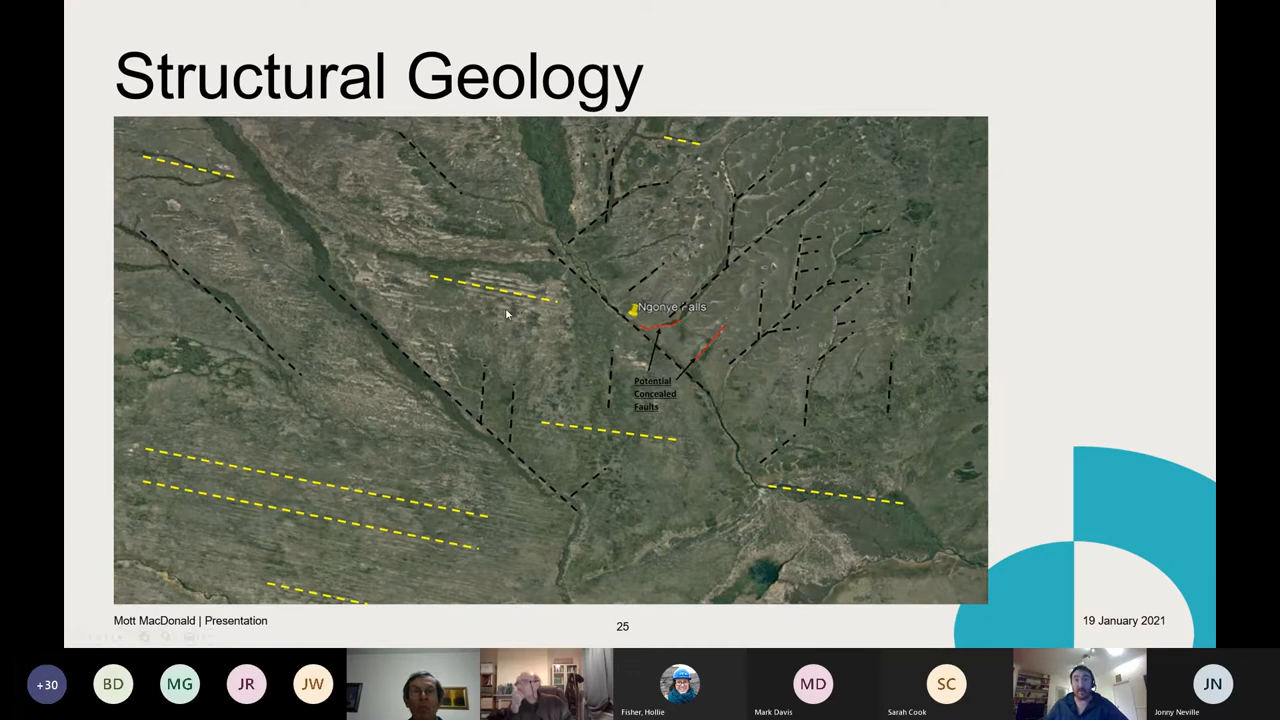 Structural Geology
Ngonye Falls
Potential
Concealed
Faults
Mott MacDonald | Presentation
25
19 January 2021
+30
BD
MG
JR
JW
Fisher, Hollie
MD
Mark Davis
SC
Sarah Cook
JN
Jonny Neville